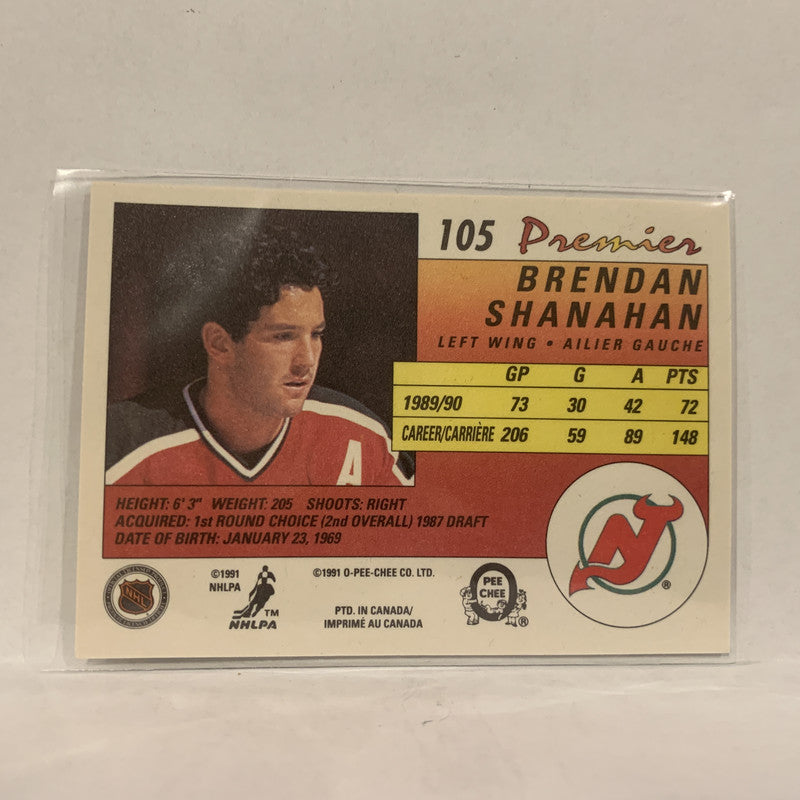 105 Premier
BRENDAN
SHANAHAN
LEFT WING • AILIER GAUCHE
GP G A PTS
1989/90 73 30 42 72
CAREER/CARRIÈRE 206 59 89 148
A
HEIGHT: 6' 3" WEIGHT: 205 SHOOTS: RIGHT
ACQUIRED: 1st ROUND CHOICE (2nd OVERALL) 1987 DRAFT
DATE OF BIRTH: JANUARY 23, 1969
NJ ®
NHL
©1991
NHLPA
TM
NHLPA
©1991 O-PEE-CHEE CO. LTD.
PTD. IN CANADA/
IMPRIMÉ AU CANADA
PEE
CHEE
®